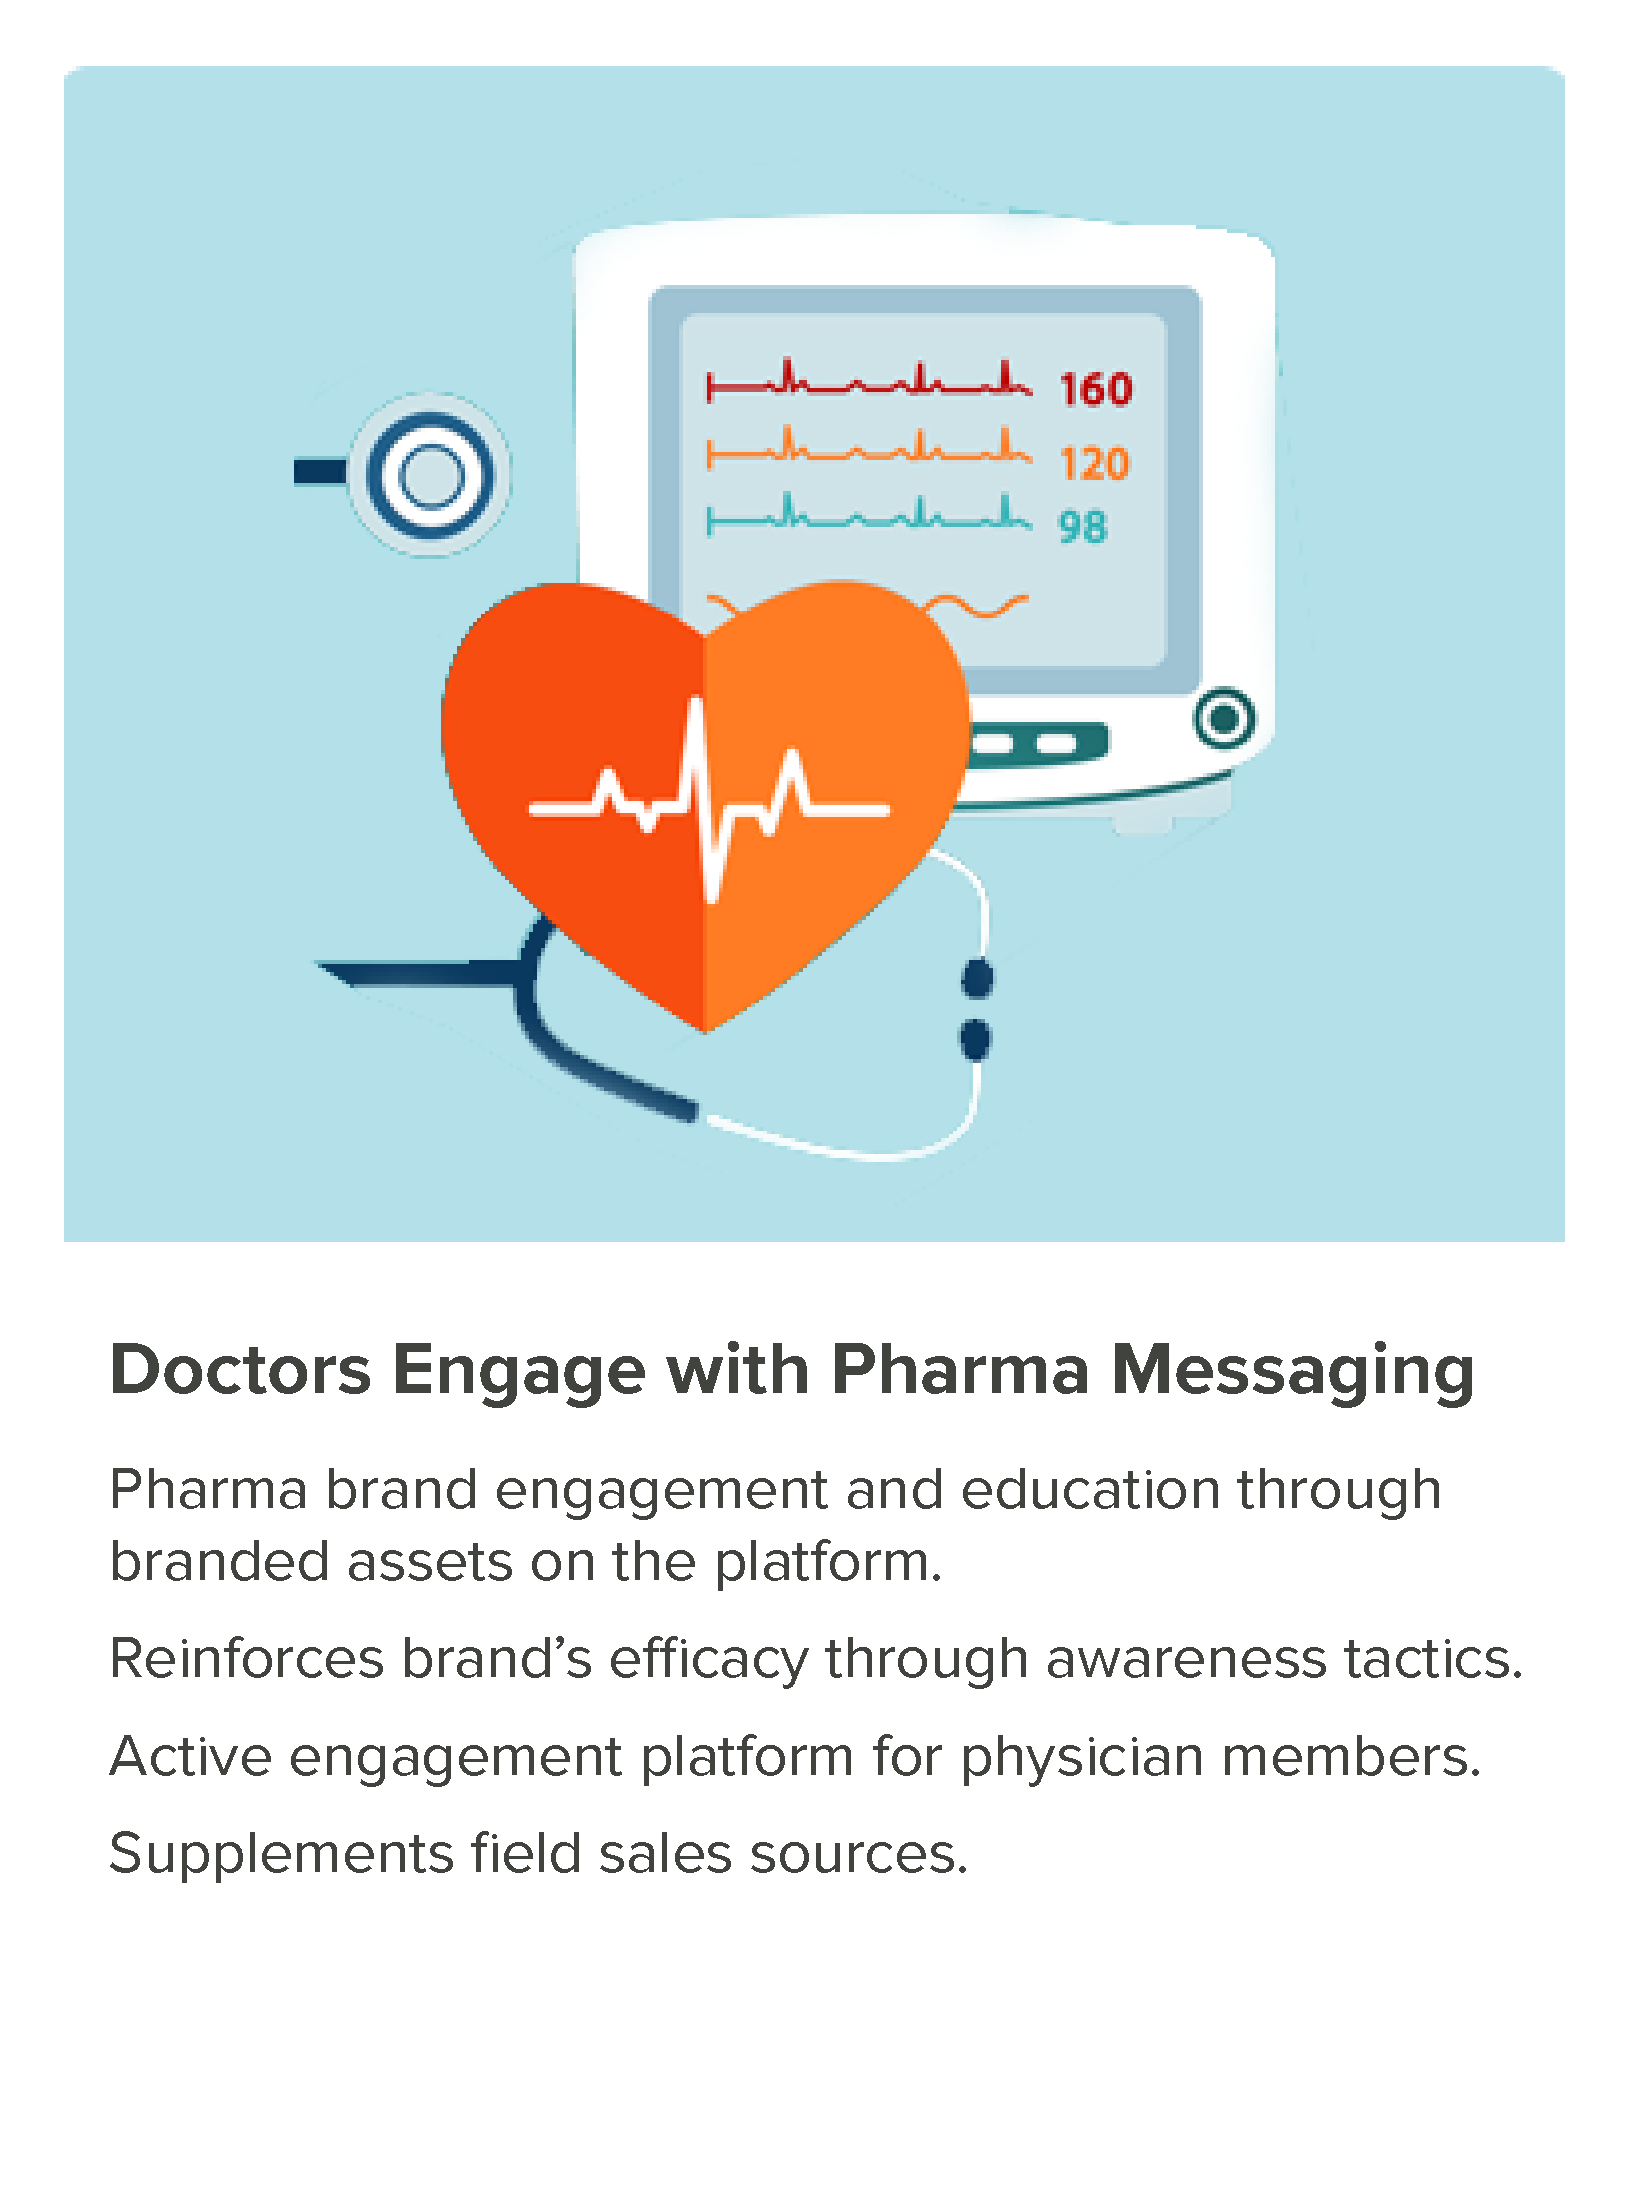 160
120
98
Doctors Engage with Pharma Messaging
Pharma brand engagement and education through
branded assets on the platform.
Reinforces brand’s efficacy through awareness tactics.
Active engagement platform for physician members.
Supplements field sales sources.